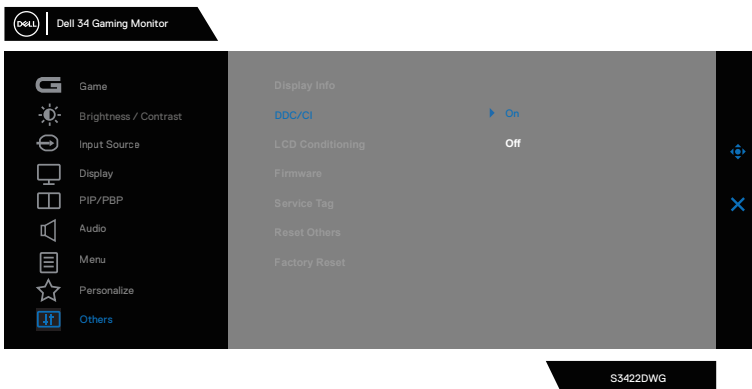 DELL
Dell 34 Gaming Monitor
Game
Brightness / Contrast
Input Source
Display
PIP/PBP
Audio
Menu
Personalize
Others
Display Info
DDC/CI
LCD Conditioning
Firmware
Service Tag
Reset Others
Factory Reset
On
Off
S3422DWG